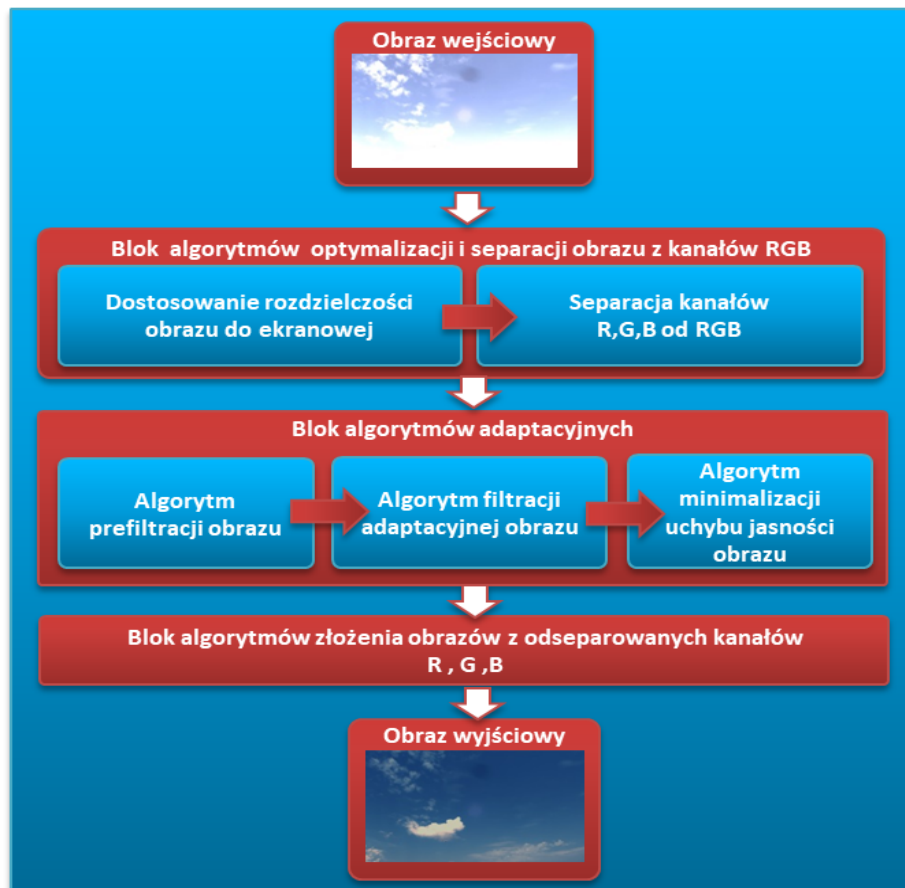 Obraz wejściowy
Blok algorytmów optymalizacji i separacji obrazu z kanałów RGB
Dostosowanie rozdzielczości
obrazu do ekranowej
Separacja kanałów
R,G,B od RGB
Blok algorytmów adaptacyjnych
Algorytm
prefiltracji obrazu
Algorytm filtracji
adaptacyjnej obrazu
Algorytm
minimalizacji
uchybu jasności
obrazu
Blok algorytmów złożenia obrazów z odseparowanych kanałów
R , G ,B
Obraz wyjściowy